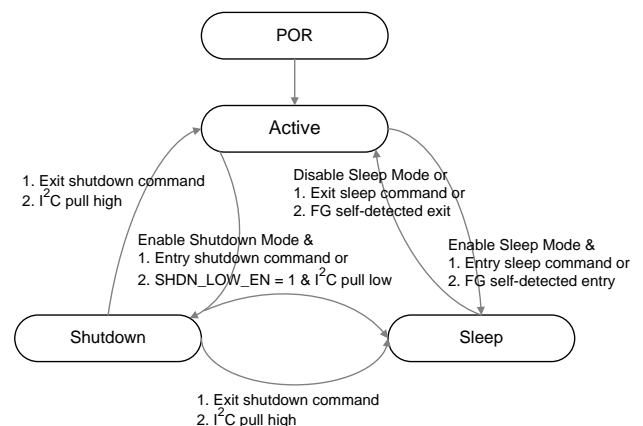 POR
Active
1. Exit shutdown command
2. I²C pull high
Disable Sleep Mode or
1. Exit sleep command or
2. FG self-detected exit
Enable Shutdown Mode &
1. Entry shutdown command or
2. SHDN_LOW_EN = 1 & I²C pull low
Enable Sleep Mode &
1. Entry sleep command or
2. FG self-detected entry
Shutdown
Sleep
1. Exit shutdown command
2. I²C pull high